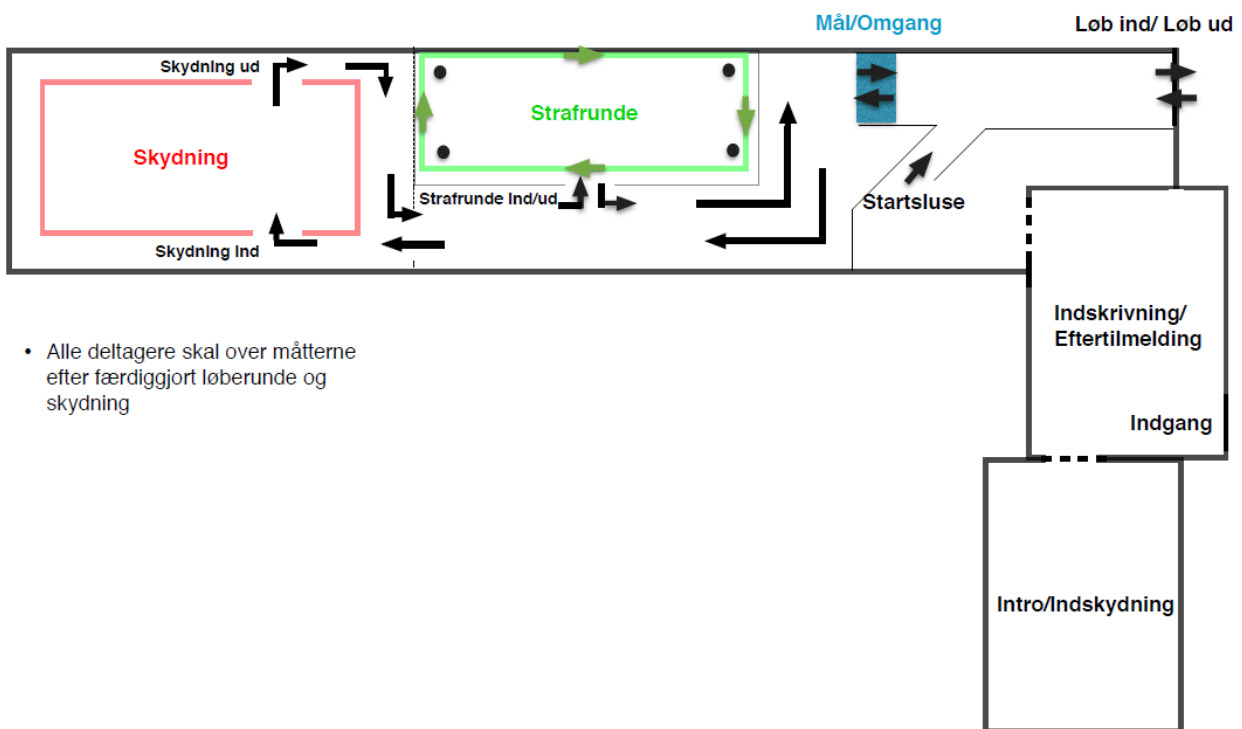 Mål/Omgang
Løb ind/ Løb ud
Skydning ud
Strafrunde
Skydning
Strafrunde Ind/ud
Startsluse
Skydning Ind
Indskrivning/
Eftertilmelding
• Alle deltagere skal over måtterne
efter færdiggjort løberunde og
skydning
Indgang
Intro/Indskydning